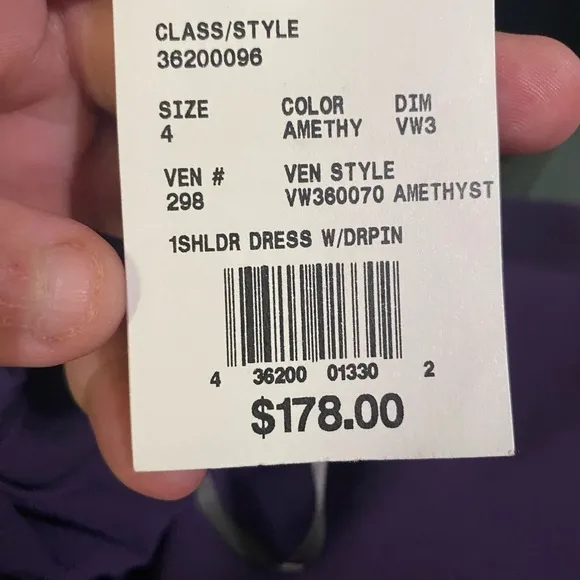 CLASS/STYLE
36200096
SIZE COLOR DIM
4 AMETHY VW3
VEN # VEN STYLE
298 VW360070 AMETHYST
1SHLDR DRESS W/DRPIN
4 36200 01330 2
$178.00